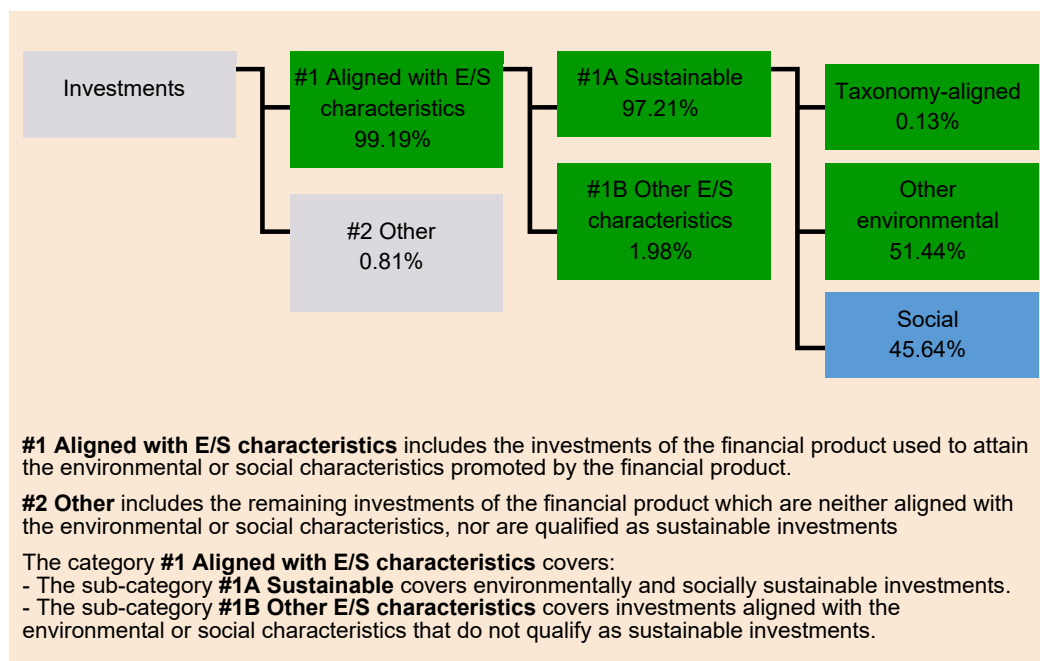 Investments
#1 Aligned with E/S
characteristics
99.19%
#2 Other
0.81%
#1A Sustainable
97.21%
#1B Other E/S
characteristics
1.98%
Taxonomy-aligned
0.13%
Other
environmental
51.44%
Social
45.64%
#1 Aligned with E/S characteristics includes the investments of the financial product used to attain
the environmental or social characteristics promoted by the financial product.
#2 Other includes the remaining investments of the financial product which are neither aligned with
the environmental or social characteristics, nor are qualified as sustainable investments
The category #1 Aligned with E/S characteristics covers:
- The sub-category #1A Sustainable covers environmentally and socially sustainable investments.
- The sub-category #1B Other E/S characteristics covers investments aligned with the
environmental or social characteristics that do not qualify as sustainable investments.